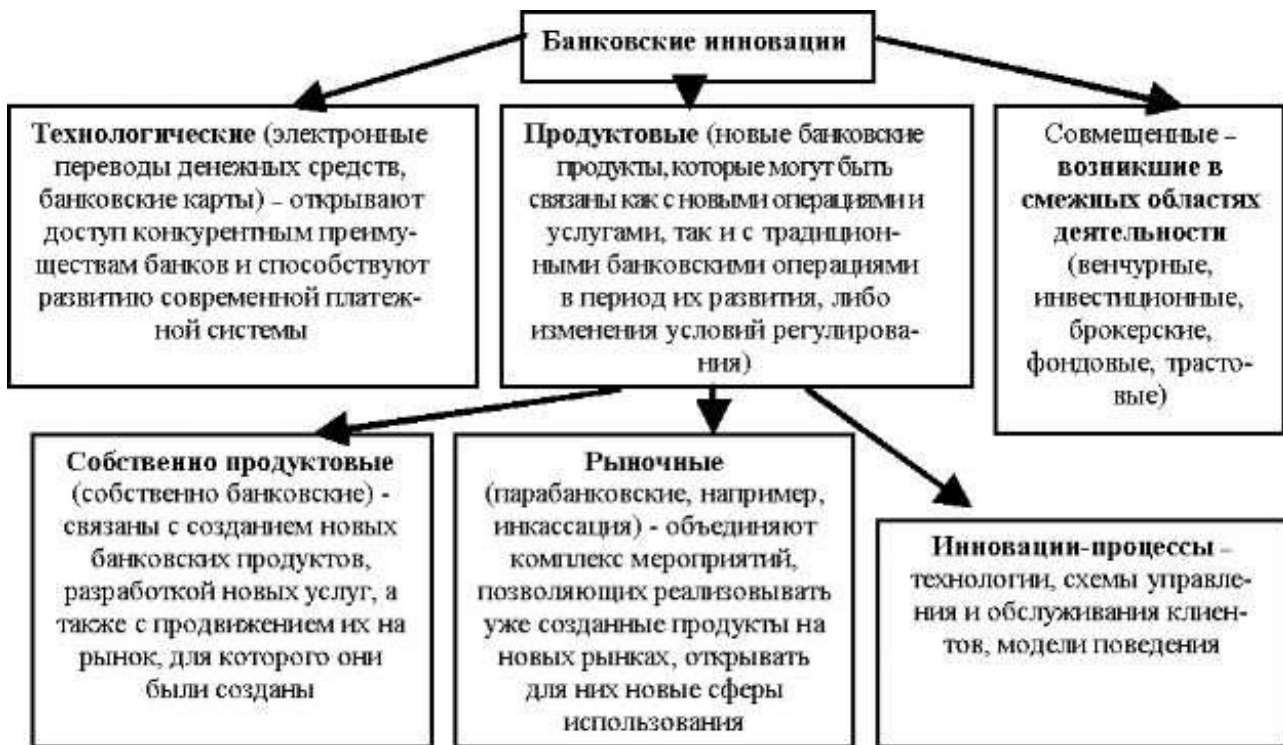 Банковские инновации
Технологические (электронные
переводы денежных средств,
банковские карты) – открывают
доступ конкурентным преиму-
ществам банков и способствуют
развитию современной платеж-
ной системы
Продуктовые (новые банковские
продукты, которые могут быть
связаны как с новыми операциями и
услугами, так и с традицион-
ными банковскими операциями
в период их развития, либо
изменения условий регулирова-
ния)
Совмещенные –
возникшие в
смежных областях
деятельности
(венчурные,
инвестиционные,
брокерские,
фондовые, трасто-
вые)
Собственно продуктовые
(собственно банковские) -
связаны с созданием новых
банковских продуктов,
разработкой новых услуг, а
также с продвижением их на
рынок, для которого они
были созданы
Рыночные
(парабанковские, например,
инкассация) - объединяют
комплекс мероприятий,
позволяющих реализовывать
уже созданные продукты на
новых рынках, открывать
для них новые сферы
использования
Инновации-процессы –
технологии, схемы управле-
ния и обслуживания клиен-
тов, модели поведения